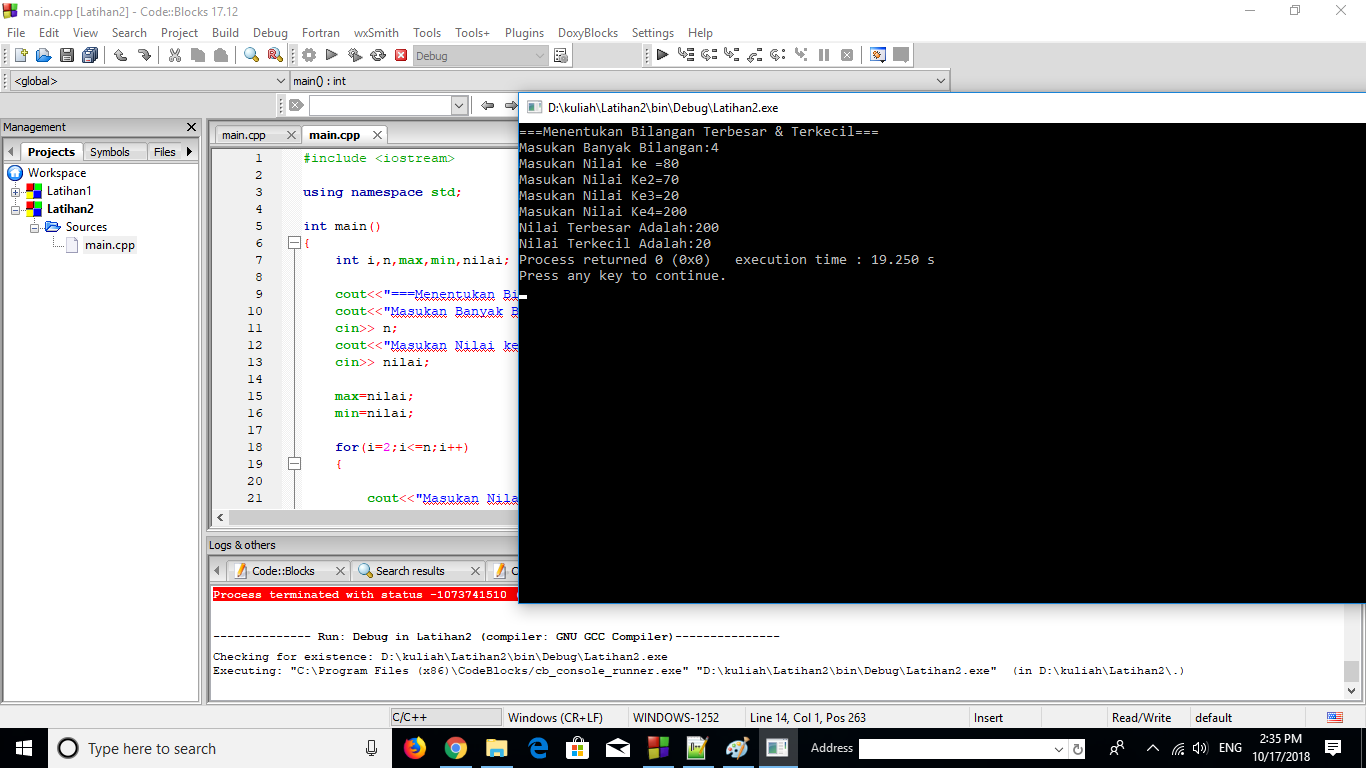 main.cpp [Latihan2] - Code::Blocks 17.12
File Edit View Search Project Build Debug Fortran wxSmith Tools Tools+ Plugins DoxyBlocks Settings Help
Debug
<global> main() : int
D:\kuliah\Latihan2\bin\Debug\Latihan2.exe
===Menentukan Bilangan Terbesar & Terkecil===
Masukan Banyak Bilangan:4
Masukan Nilai ke =80
Masukan Nilai Ke2=70
Masukan Nilai Ke3=20
Masukan Nilai Ke4=200
Nilai Terbesar Adalah:200
Nilai Terkecil Adalah:20
Process returned 0 (0x0)   execution time : 19.250 s
Press any key to continue.
Management
Projects Symbols Files
Workspace
Latihan1
Latihan2
Sources
main.cpp
main.cpp main.cpp
1 #include <iostream>
2
3 using namespace std;
4
5 int main()
6 {
7 int i,n,max,min,nilai;
8
9 cout<<"===Menentukan Bi
10 cout<<"Masukan Banyak B
11 cin>> n;
12 cout<<"Masukan Nilai ke
13 cin>> nilai;
14
15 max=nilai;
16 min=nilai;
17
18 for(i=2;i<=n;i++)
19 {
20
21 cout<<"Masukan Nila
Logs & others
Code::Blocks Search results
Process terminated with status -1073741510
-------------- Run: Debug in Latihan2 (compiler: GNU GCC Compiler)---------------
Checking for existence: D:\kuliah\Latihan2\bin\Debug\Latihan2.exe
Executing: "C:\Program Files (x86)\CodeBlocks/cb_console_runner.exe" "D:\kuliah\Latihan2\bin\Debug\Latihan2.exe"  (in D:\kuliah\Latihan2\.)
C/C++ Windows (CR+LF) WINDOWS-1252 Line 14, Col 1, Pos 263 Insert Read/Write default
Type here to search
Address
ENG
2:35 PM
10/17/2018